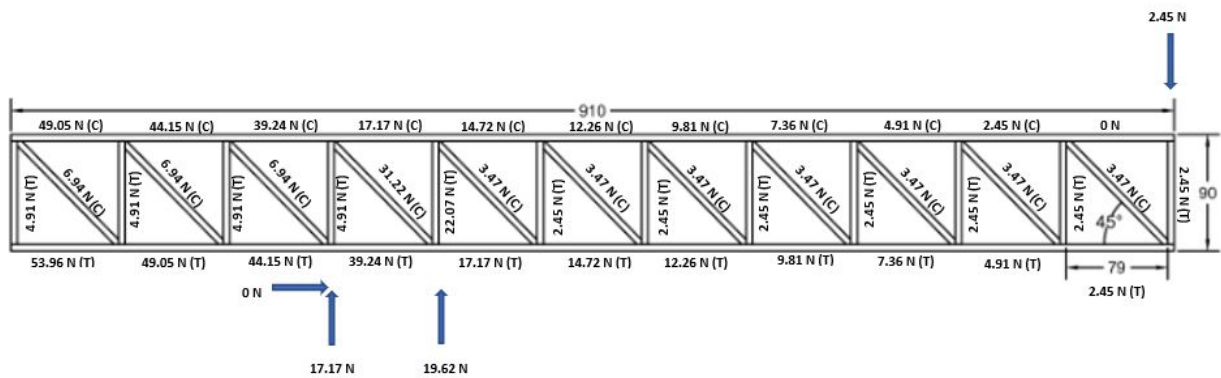 2.45 N
910
49.05 N (C) 44.15 N (C) 39.24 N (C) 17.17 N (C) 14.72 N (C) 12.26 N (C) 9.81 N (C) 7.36 N (C) 4.91 N (C) 2.45 N (C) 0 N
4.91 N (T) 6.94 N (C) 4.91 N (T) 6.94 N (C) 4.91 N (T) 6.94 N (C) 4.91 N (T) 31.22 N (C) 22.07 N (T) 3.47 N (C) 2.45 N (T) 3.47 N (C) 2.45 N (T) 3.47 N (C) 2.45 N (T) 3.47 N (C) 2.45 N (T) 3.47 N (C) 2.45 N (T) 3.47 N (C) 2.45 N (T) 3.47 N (C) 2.45 N (T) 90
45°
53.96 N (T) 49.05 N (T) 44.15 N (T) 39.24 N (T) 17.17 N (T) 14.72 N (T) 12.26 N (T) 9.81 N (T) 7.36 N (T) 4.91 N (T) 79
0 N 2.45 N (T)
17.17 N 19.62 N